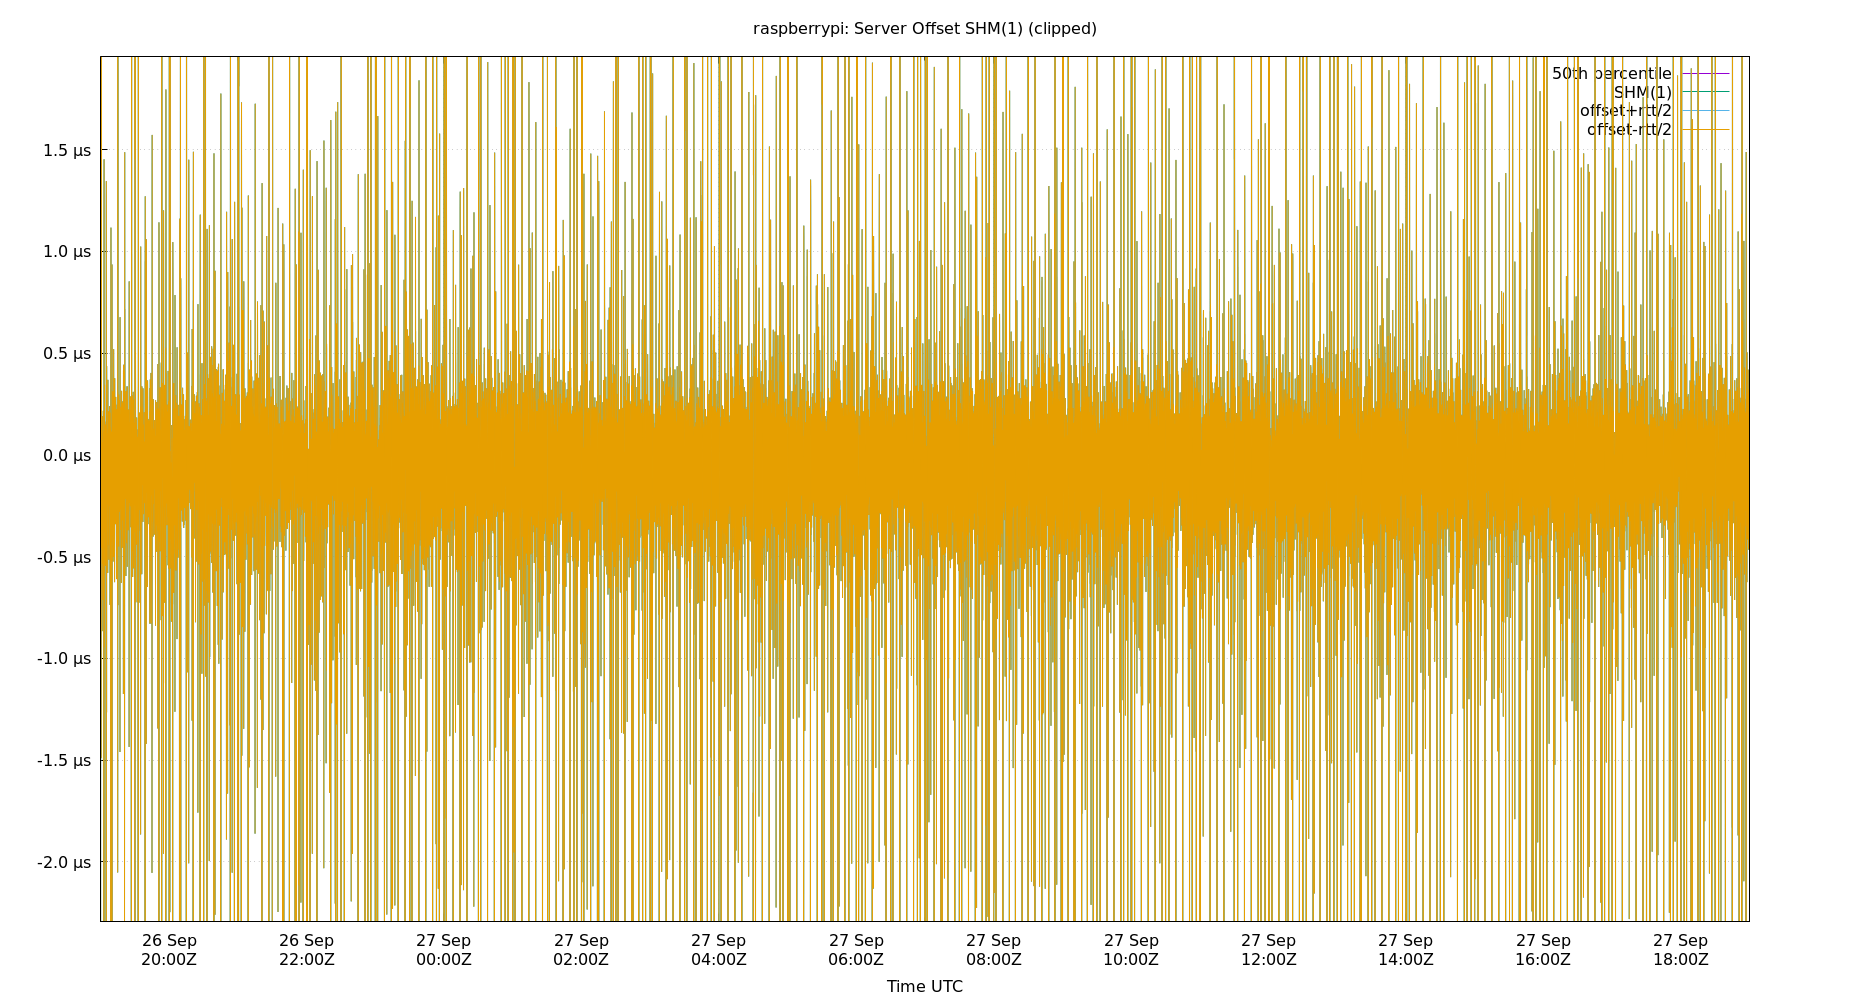 raspberrypi: Server Offset SHM(1) (clipped)
50th percentile
SHM(1)
offset+rtt/2
offset-rtt/2
1.5 µs
1.0 µs
0.5 µs
0.0 µs
-0.5 µs
-1.0 µs
-1.5 µs
-2.0 µs
26 Sep 26 Sep 27 Sep 27 Sep 27 Sep 27 Sep 27 Sep 27 Sep 27 Sep 27 Sep 27 Sep 27 Sep
20:00Z 22:00Z 00:00Z 02:00Z 04:00Z 06:00Z 08:00Z 10:00Z 12:00Z 14:00Z 16:00Z 18:00Z
Time UTC